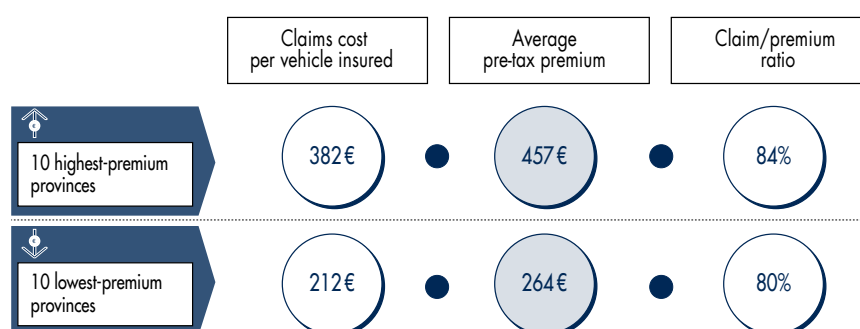 Claims cost
per vehicle insured
Average
pre-tax premium
Claim/premium
ratio
€
10 highest-premium
provinces
382 €
457 €
84%
€
10 lowest-premium
provinces
212 €
264 €
80%